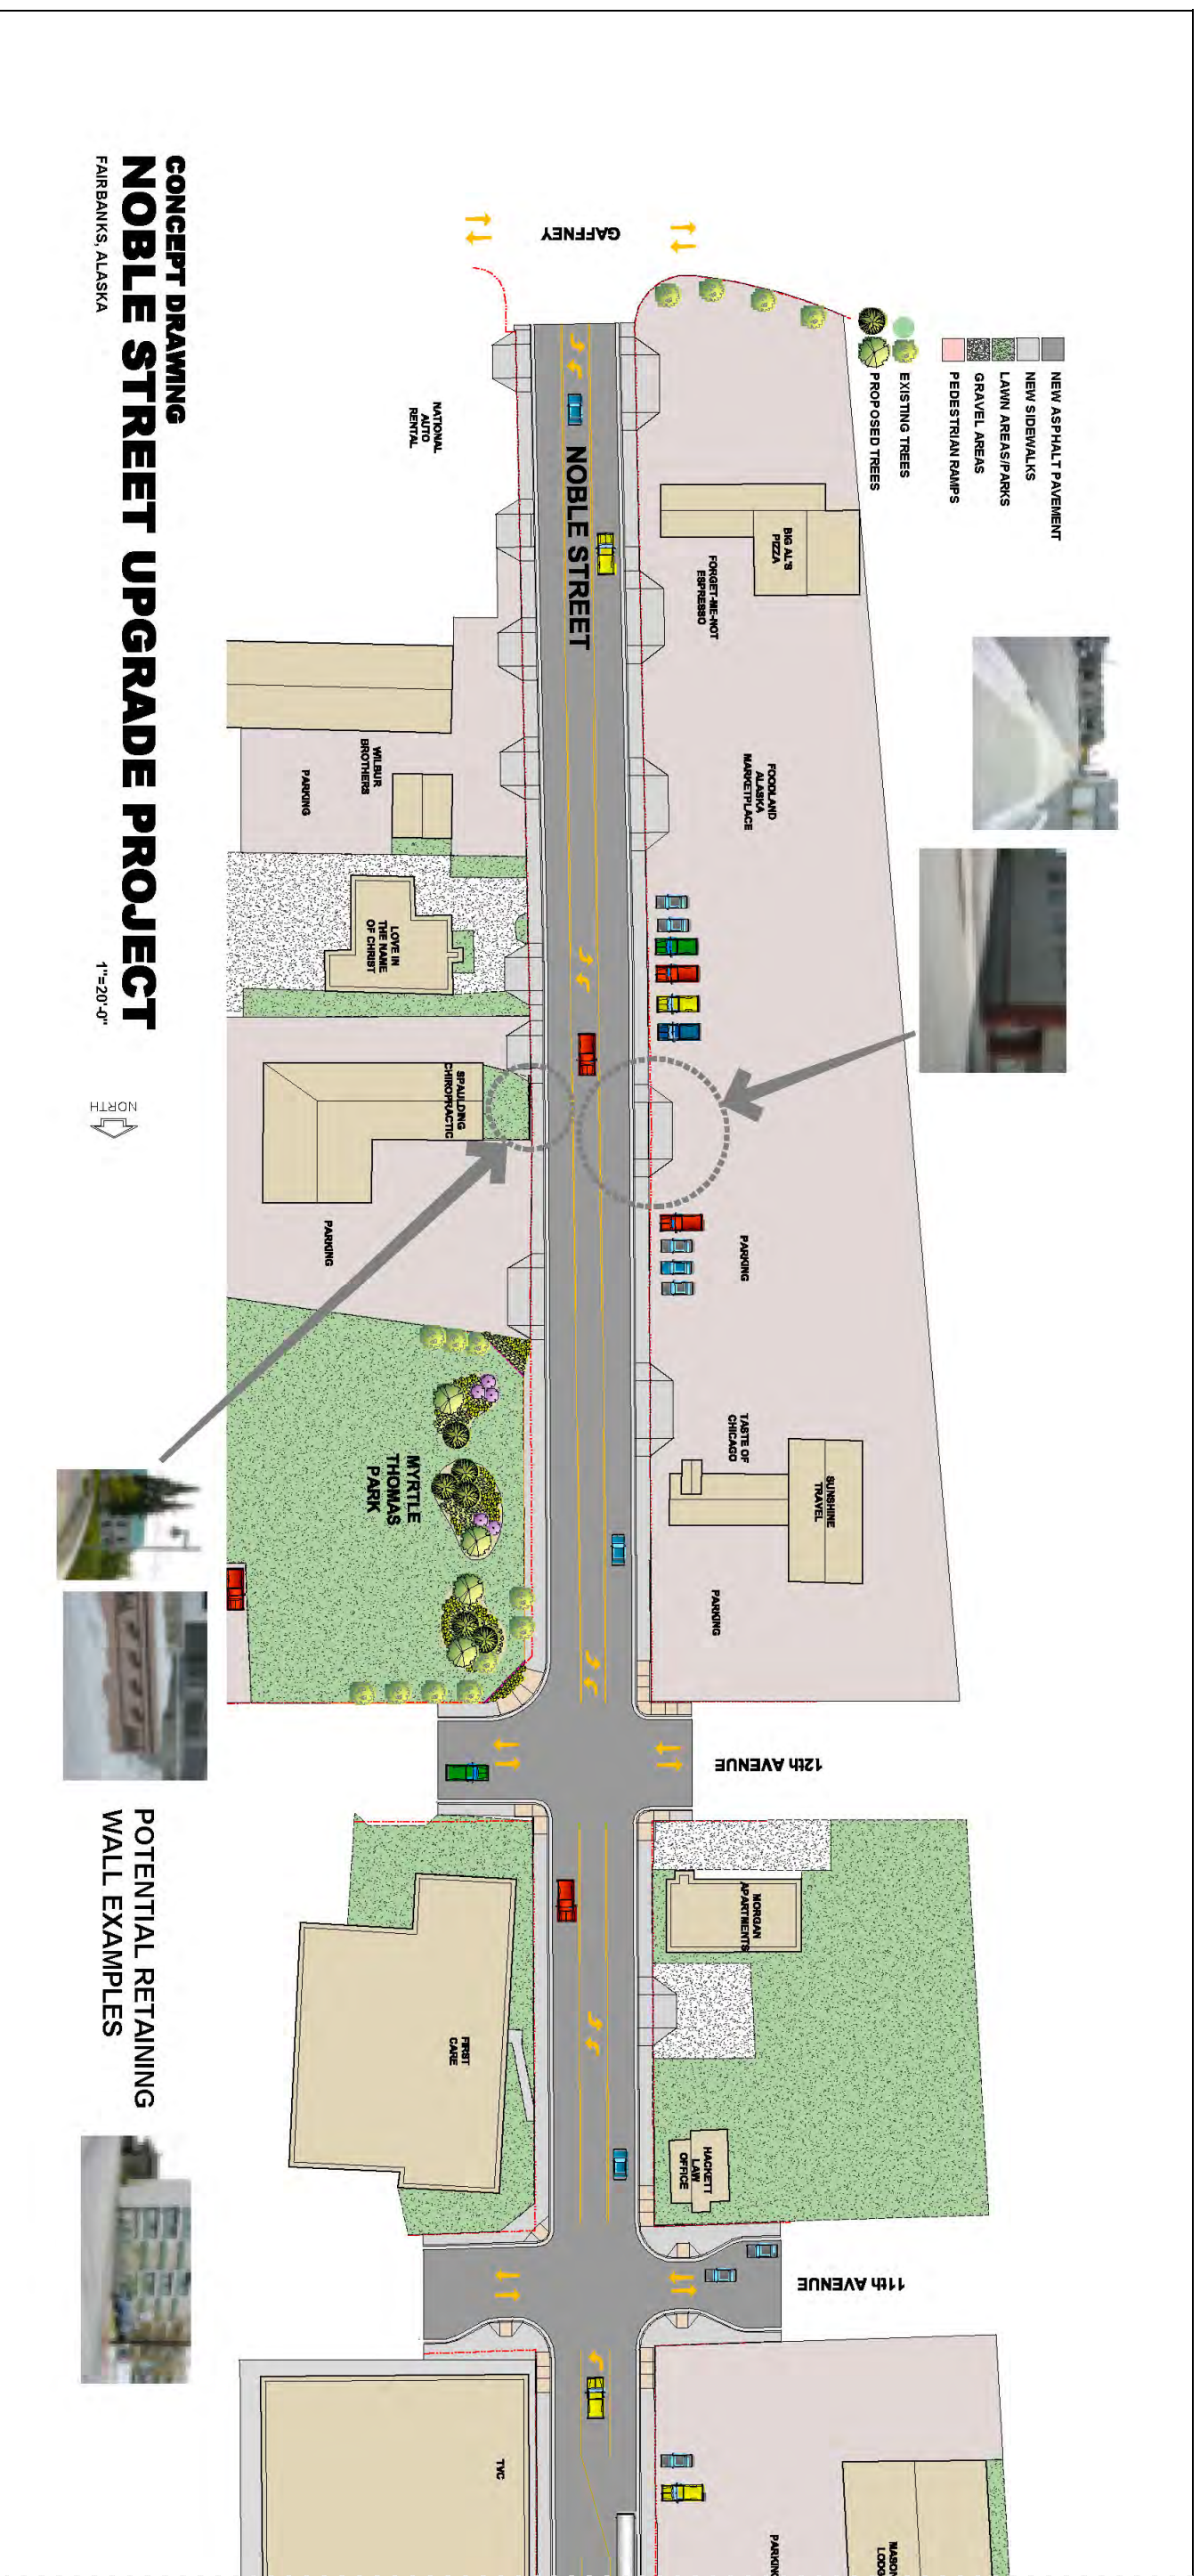 CONCEPT DRAWING
NOBLE STREET UPGRADE PROJECT
FAIRBANKS, ALASKA
1"=20'-0"
NORTH
NEW ASPHALT PAVEMENT
NEW SIDEWALKS
LAWN AREAS/PARKS
GRAVEL AREAS
PEDESTRIAN RAMPS
EXISTING TREES
PROPOSED TREES
GAFFNEY
NOBLE STREET
NATIONAL
AUTO
RENTAL
BIG AL'S
PIZZA
FORGET-ME-NOT
ESPRESSO
FOODLAND
ALASKA
MARKETPLACE
WILBUR
BROTHERS
PARKING
LOVE IN
THE NAME
OF CHRIST
SPAULDING
CHIROPRACTIC
PARKING
PARKING
TASTE OF
CHICAGO
SUNSHINE
TRAVEL
PARKING
MYRTLE
THOMAS
PARK
12th AVENUE
MORGAN
APARTMENTS
FIRST
CARE
HACKETT
LAW
OFFICE
11th AVENUE
POTENTIAL RETAINING
WALL EXAMPLES
TVC
PARKING
MASON
LODG